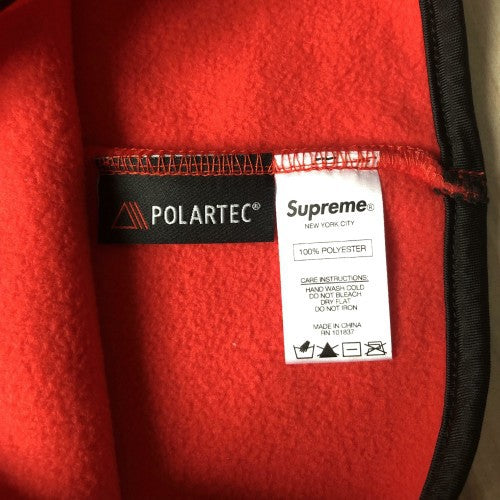 POLARTEC®
Supreme®
NEW YORK CITY
100% POLYESTER
CARE INSTRUCTIONS:
HAND WASH COLD
DO NOT BLEACH
DRY FLAT
DO NOT IRON
MADE IN CHINA
RN 101837